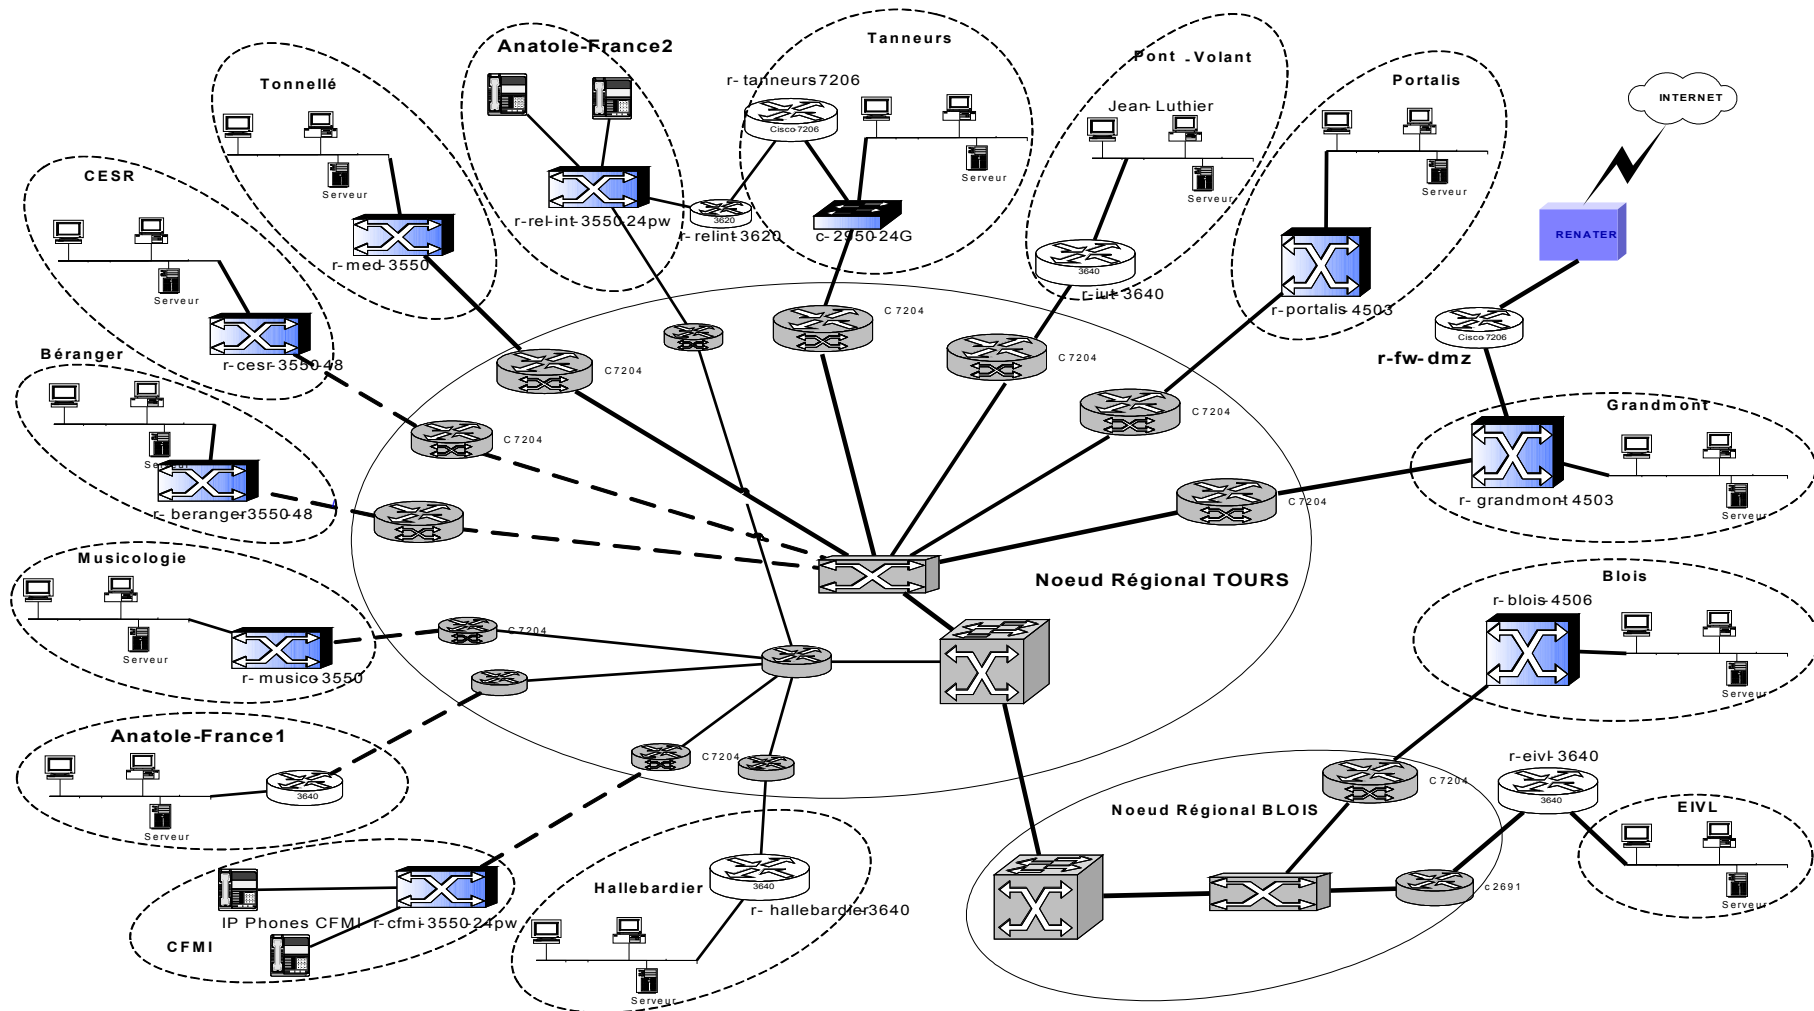 Anatole-France2
Tanneurs
Pont - Volant
Portalis
INTERNET
Tonnellé
r- tanneurs7206
Jean- Luthier
Cisco-7206
Serveur
Serveur
Serveur
Serveur
CESR
r-rel-int-3550-24pw
3620
r- relint-3620
c- 2950-24G
RENATER
r-med-3550
3640
r-iut-3640
Serveur
C 7204
r-portalis-4503
Cisco-7206
r-fw-dmz
Béranger
r-cesr-3550-48
C7204
C 7204
C 7204
Grandmont
Serveur
C 7204
r- beranger3550-48
r- grandmont-4503
C 7204
Serveur
Musicologie
Noeud Régional TOURS
Blois
r-blois-4506
C 7204
Serveur
r- musico-3550
Serveur
Anatole-France1
C7204
r-eivl-3640
C 7204
3640
3640
Serveur
Noeud Régional BLOIS
EIVL
Hallebardier
3640
c2691
Serveur
r- hallebardier3640
IP Phones CFMI
r-cfmi-3550-24pw
CFMI
Serveur